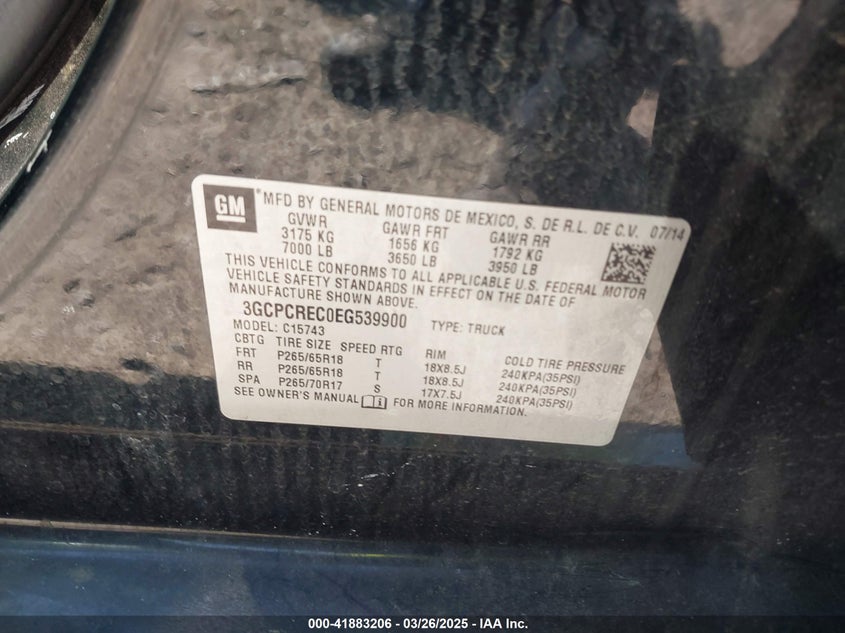 GM ® MFD BY GENERAL MOTORS DE MEXICO, S. DE R.L. DE C.V. 07/14
GVWR GAWR FRT GAWR RR
3175 KG 1656 KG 1792 KG
7000 LB 3650 LB 3950 LB
THIS VEHICLE CONFORMS TO ALL APPLICABLE U.S. FEDERAL MOTOR
VEHICLE SAFETY STANDARDS IN EFFECT ON THE DATE OF
MANUFACTURE SHOWN ABOVE.
3GCPCREC0EG539900 TYPE: TRUCK
MODEL: C15743
CBTG TIRE SIZE SPEED RTG RIM COLD TIRE PRESSURE
FRT P265/65R18 T 18X8.5J 240KPA(35PSI)
RR P265/65R18 T 18X8.5J 240KPA(35PSI)
SPA P265/70R17 S 17X7.5J 240KPA(35PSI)
SEE OWNER'S MANUAL FOR MORE INFORMATION.
000-41883206 - 03/26/2025 - IAA Inc.